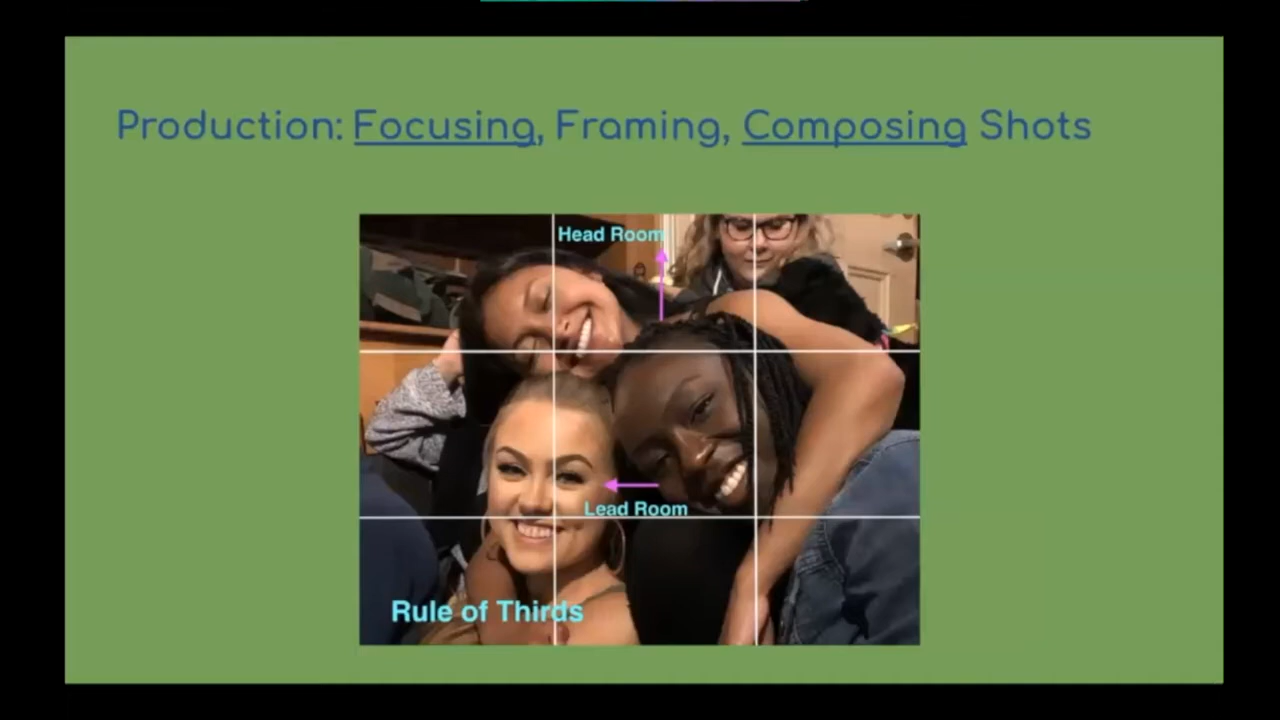 Production: Focusing, Framing, Composing Shots
Head Room
Lead Room
Rule of Thirds